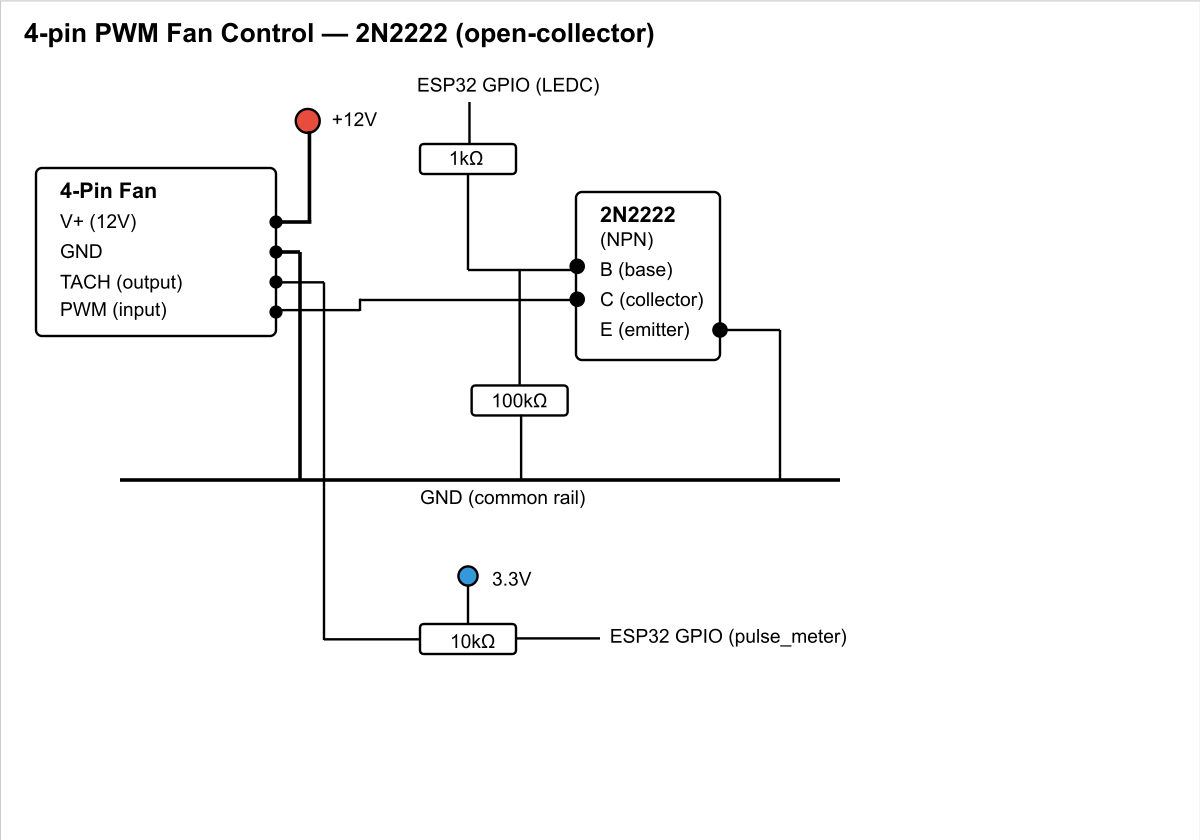 4-pin PWM Fan Control — 2N2222 (open-collector)
ESP32 GPIO (LEDC)
+12V
1kΩ
4-Pin Fan
V+ (12V)
GND
TACH (output)
PWM (input)
2N2222
(NPN)
B (base)
C (collector)
E (emitter)
100kΩ
GND (common rail)
3.3V
10kΩ
ESP32 GPIO (pulse_meter)